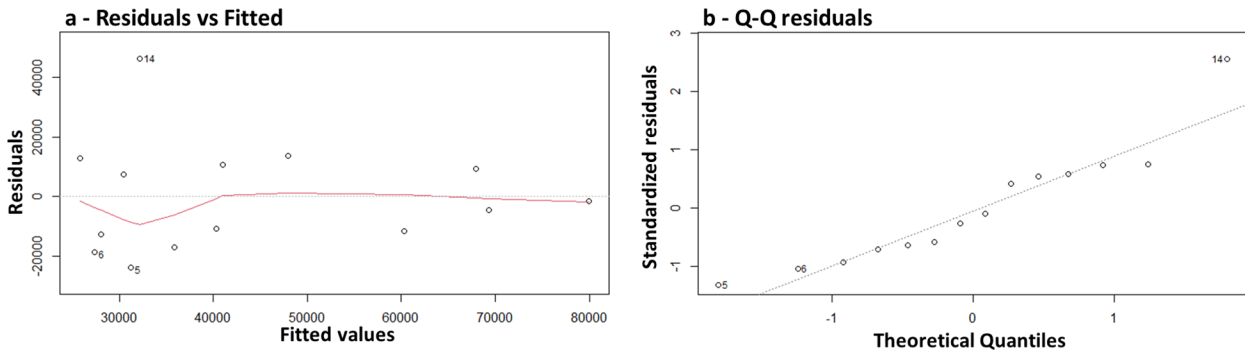 a - Residuals vs Fitted
Residuals
40000
20000
0
-20000
14
6
5
30000 40000 50000 60000 70000 80000
Fitted values
b - Q-Q residuals
Standardized residuals
3
2
1
0
-1
14
6
5
-1 0 1
Theoretical Quantiles